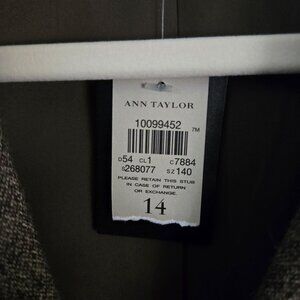 ANN TAYLOR
10099452
7M
D54 CL1 C7884
S268077 SZ140
PLEASE RETAIN THIS STUB
IN CASE OF RETURN
OR EXCHANGE.
14